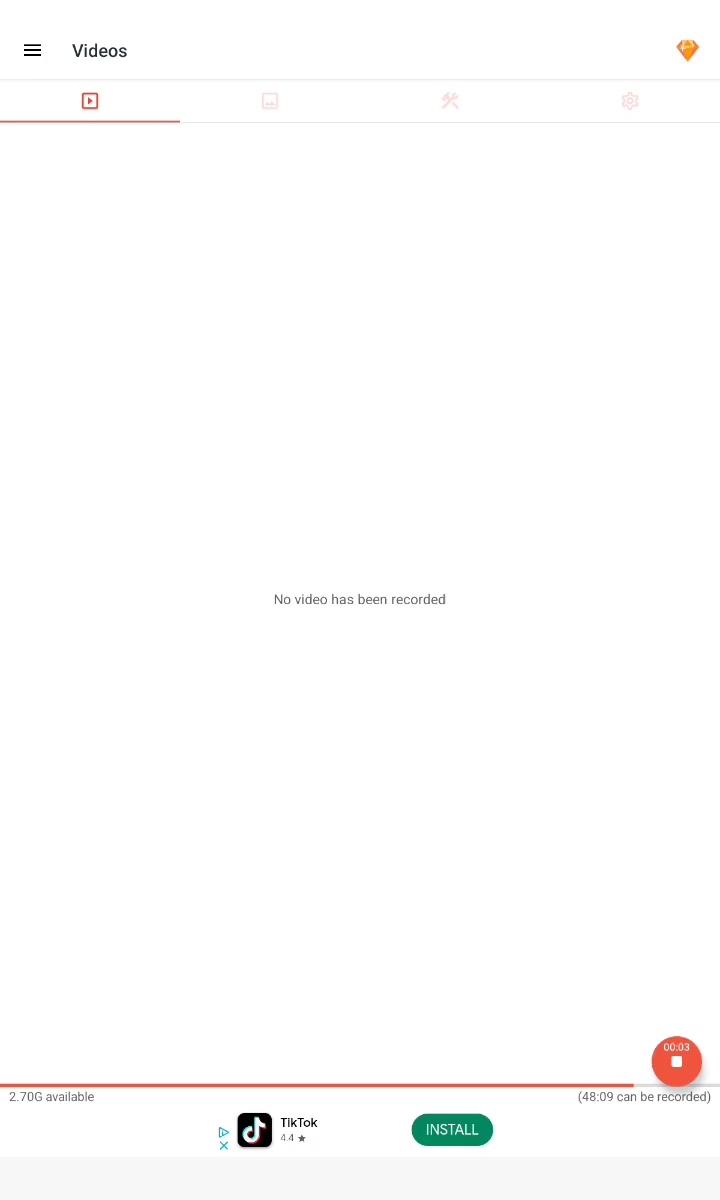 Videos
No video has been recorded
00:03
2.70G available
(48:09 can be recorded)
TikTok
4.4 ★
INSTALL